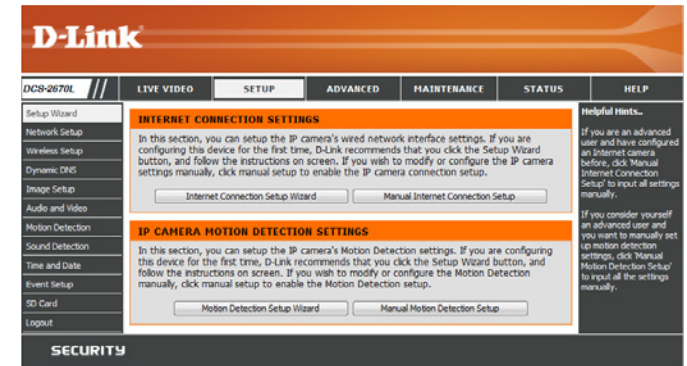 D-Link
DCS-2670L // LIVE VIDEO SETUP ADVANCED MAINTENANCE STATUS HELP
Setup Wizard
Network Setup
Wireless Setup
Dynamic DNS
Image Setup
Audio and Video
Motion Detection
Sound Detection
Time and Date
Event Setup
SD Card
Logout
INTERNET CONNECTION SETTINGS
In this section, you can setup the IP camera's wired network interface settings. If you are
configuring this device for the first time, D-Link recommends that you click the Setup Wizard
button, and follow the instructions on screen. If you wish to modify or configure the IP camera
settings manually, click manual setup to enable the IP camera connection setup.
Internet Connection Setup Wizard Manual Internet Connection Setup
IP CAMERA MOTION DETECTION SETTINGS
In this section, you can setup the IP camera's Motion Detection settings. If you are configuring
this device for the first time, D-Link recommends that you click the Setup Wizard button, and
follow the instructions on screen. If you wish to modify or configure the Motion Detection
manually, click manual setup to enable the Motion Detection setup.
Motion Detection Setup Wizard Manual Motion Detection Setup
Helpful Hints..
If you are an advanced
user and have configured
an Internet camera
before, click 'Manual
Internet Connection
Setup' to input all settings
manually.
If you consider yourself
an advanced user and
you want to manually set
up motion detection
settings, click 'Manual
Motion Detection Setup'
to input all the settings
manually.
SECURITY